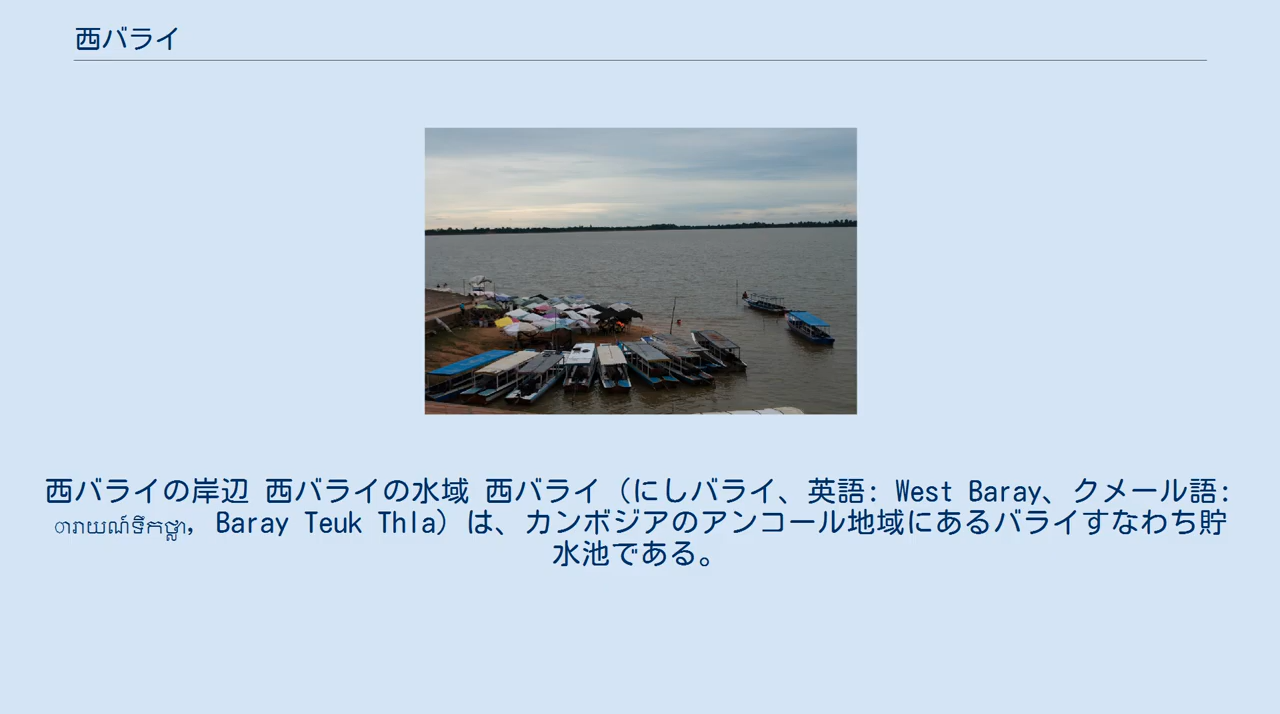 西バライ
西バライの岸辺 西バライの水域 西バライ（にしバライ、英語: West Baray、クメール語:
បារាយណ៍ទឹកថ្លា, Baray Teuk Thla）は、カンボジアのアンコール地域にあるバライすなわち貯
水池である。